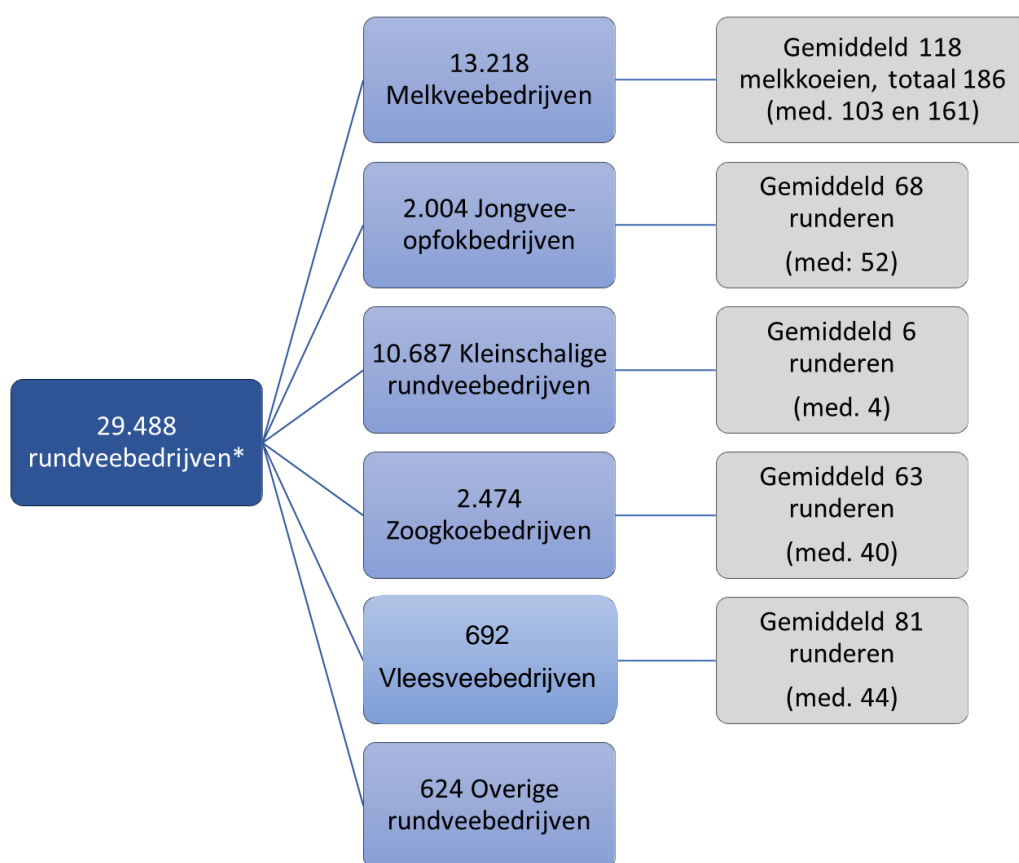 13.218
Melkveebedrijven
Gemiddeld 118
melkkoeien, totaal 186
(med. 103 en 161)
2.004 Jongvee-
opfokbedrijven
Gemiddeld 68
runderen
(med: 52)
10.687 Kleinschalige
rundveebedrijven
Gemiddeld 6
runderen
(med. 4)
29.488
rundveebedrijven*
2.474
Zoogkoebedrijven
Gemiddeld 63
runderen
(med. 40)
692
Vleesveebedrijven
Gemiddeld 81
runderen
(med. 44)
624 Overige
rundveebedrijven